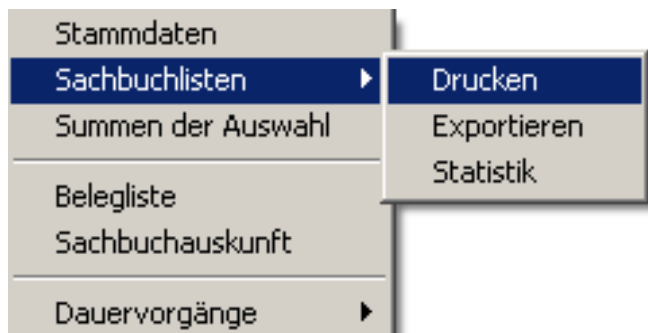 Stammdaten
Sachbuchlisten
Summen der Auswahl
Belegliste
Sachbuchauskunft
Dauervorgänge
Drucken
Exportieren
Statistik